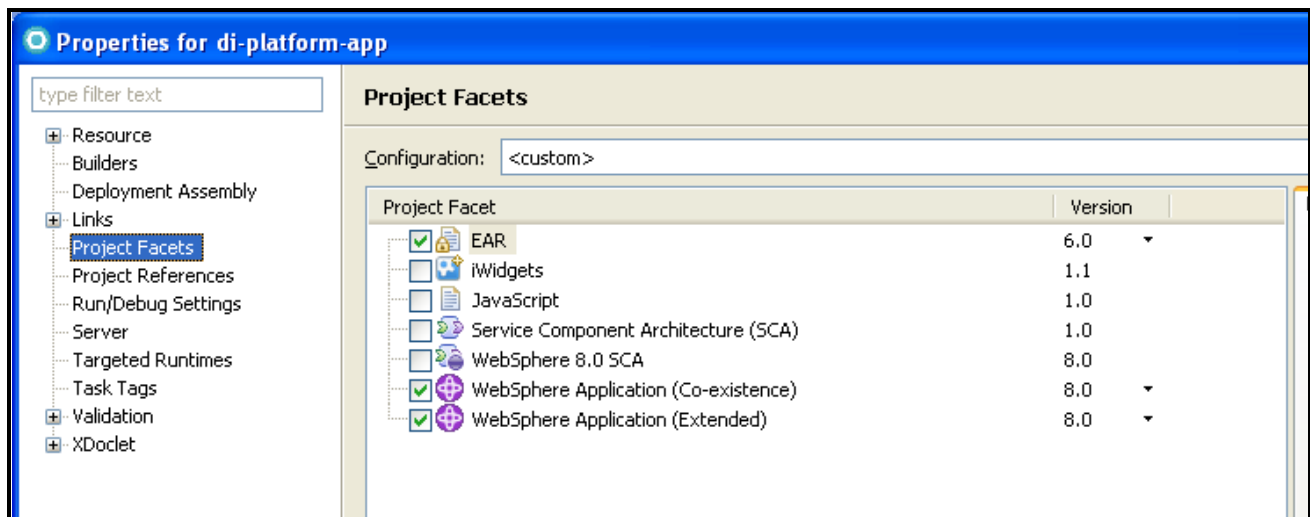 Properties for di-platform-app
type filter text
Resource
Builders
Deployment Assembly
Links
Project Facets
Project References
Run/Debug Settings
Server
Targeted Runtimes
Task Tags
Validation
XDoclet
Project Facets
Configuration: <custom>
Project Facet Version
EAR 6.0
iWidgets 1.1
JavaScript 1.0
Service Component Architecture (SCA) 1.0
WebSphere 8.0 SCA 8.0
WebSphere Application (Co-existence) 8.0
WebSphere Application (Extended) 8.0